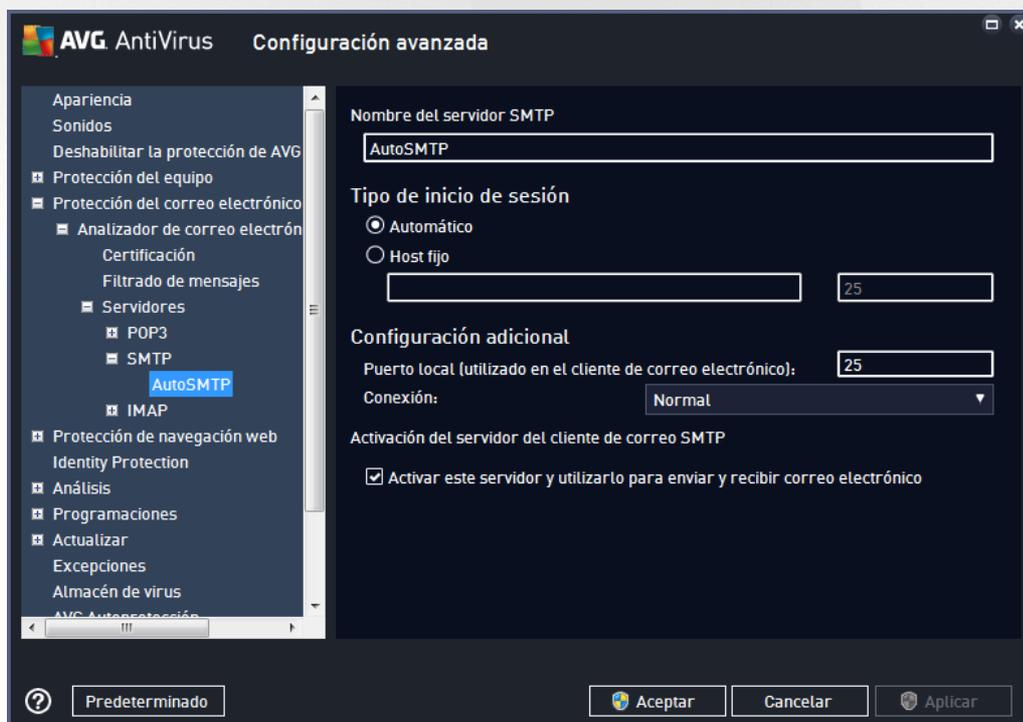 AVG AntiVirus Configuración avanzada
Apariencia
Sonidos
Deshabilitar la protección de AVG
Protección del equipo
Protección del correo electrónico
Analizador de correo electrón
Certificación
Filtrado de mensajes
Servidores
POP3
SMTP
AutoSMTP
IMAP
Protección de navegación web
Identity Protection
Análisis
Programaciones
Actualizar
Excepciones
Almacén de virus
AVG Autoprotección
Nombre del servidor SMTP
AutoSMTP
Tipo de inicio de sesión
Automático
Host fijo
25
Configuración adicional
Puerto local (utilizado en el cliente de correo electrónico): 25
Conexión: Normal
Activación del servidor del cliente de correo SMTP
Activar este servidor y utilizarlo para enviar y recibir correo electrónico
Predeterminado Aceptar Cancelar Aplicar